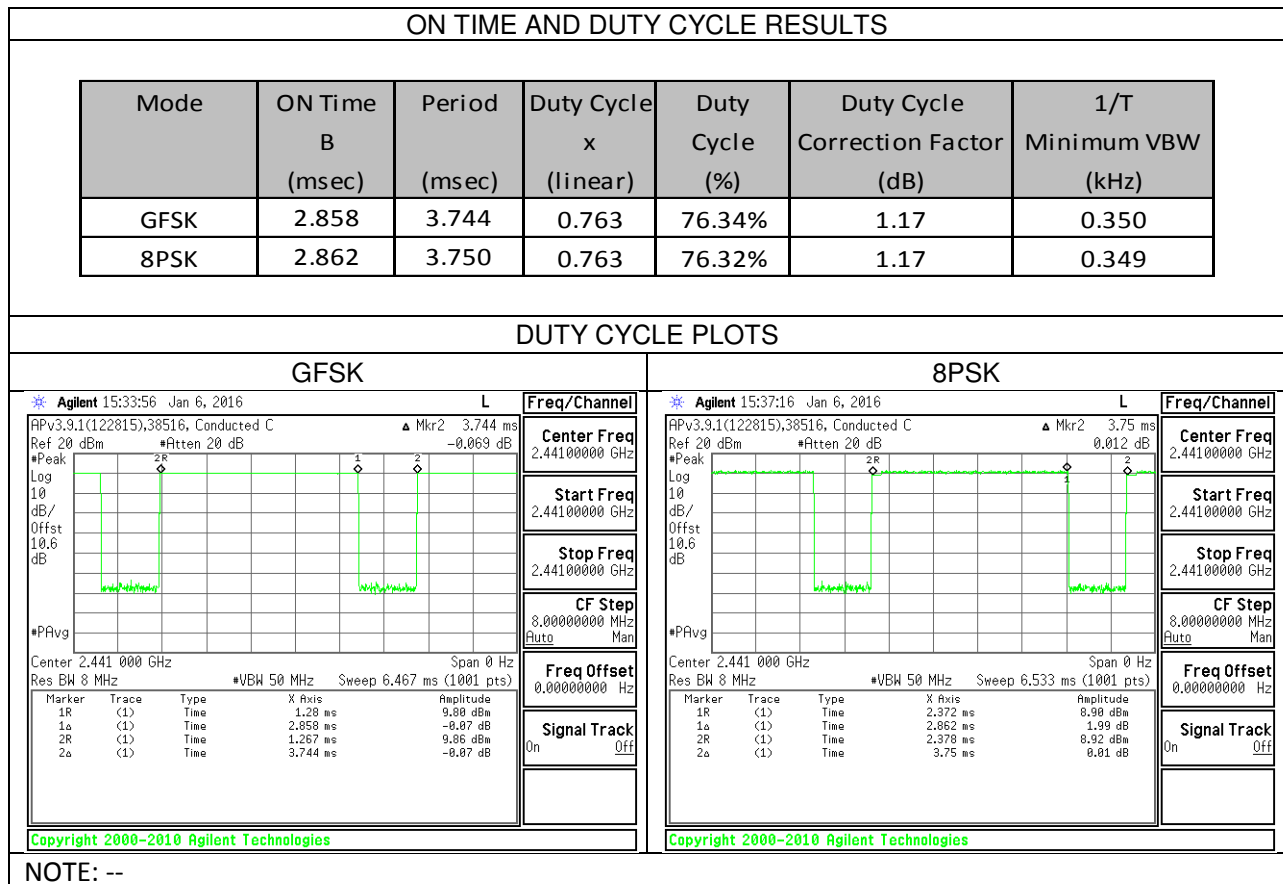 ON TIME AND DUTY CYCLE RESULTS
Mode ON Time Period Duty Cycle Duty Duty Cycle 1/T
B x Cycle Correction Factor Minimum VBW
(msec) (msec) (linear) (%) (dB) (kHz)
GFSK 2.858 3.744 0.763 76.34% 1.17 0.350
8PSK 2.862 3.750 0.763 76.32% 1.17 0.349
DUTY CYCLE PLOTS
GFSK
Agilent 15:33:56 Jan 6, 2016 L
APv3.9.1(122815),38516, Conducted C Δ Mkr2 3.744 ms
Ref 20 dBm #Atten 20 dB -0.069 dB
#Peak
Log
10
dB/
Offst
10.6
dB
#PAvg
2R
1
2
Center 2.441 000 GHz Span 0 Hz
Res BW 8 MHz #VBW 50 MHz Sweep 6.467 ms (1001 pts)
Marker Trace Type X Axis Amplitude
1R (1) Time 1.28 ms 9.80 dBm
1Δ (1) Time 2.858 ms -0.07 dB
2R (1) Time 1.267 ms 9.86 dBm
2Δ (1) Time 3.744 ms -0.07 dB
Copyright 2000-2010 Agilent Technologies
Freq/Channel
Center Freq
2.44100000 GHz
Start Freq
2.44100000 GHz
Stop Freq
2.44100000 GHz
CF Step
8.00000000 MHz
Auto Man
Freq Offset
0.00000000 Hz
Signal Track
On Off
8PSK
Agilent 15:37:16 Jan 6, 2016 L
APv3.9.1(122815),38516, Conducted C Δ Mkr2 3.75 ms
Ref 20 dBm #Atten 20 dB 0.012 dB
#Peak
Log
10
dB/
Offst
10.6
dB
#PAvg
2R
1
2
Center 2.441 000 GHz Span 0 Hz
Res BW 8 MHz #VBW 50 MHz Sweep 6.533 ms (1001 pts)
Marker Trace Type X Axis Amplitude
1R (1) Time 2.372 ms 8.90 dBm
1Δ (1) Time 2.862 ms 1.99 dB
2R (1) Time 2.378 ms 8.92 dBm
2Δ (1) Time 3.75 ms 0.01 dB
Copyright 2000-2010 Agilent Technologies
Freq/Channel
Center Freq
2.44100000 GHz
Start Freq
2.44100000 GHz
Stop Freq
2.44100000 GHz
CF Step
8.00000000 MHz
Auto Man
Freq Offset
0.00000000 Hz
Signal Track
On Off
NOTE: --